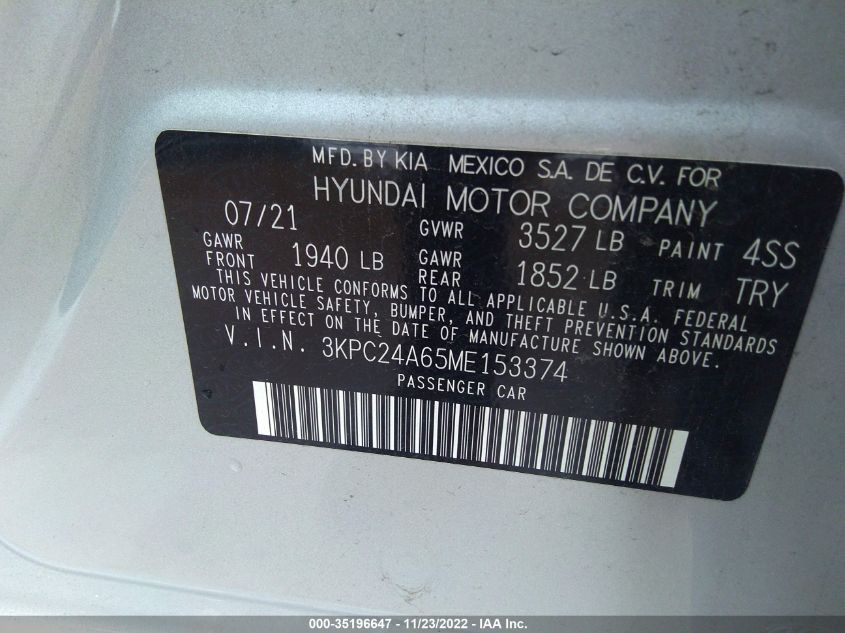 MFD. BY KIA MEXICO S.A. DE C.V. FOR
HYUNDAI MOTOR COMPANY
07/21 GVWR 3527 LB PAINT 4SS
GAWR FRONT 1940 LB GAWR REAR 1852 LB TRIM TRY
THIS VEHICLE CONFORMS TO ALL APPLICABLE U.S.A. FEDERAL
MOTOR VEHICLE SAFETY, BUMPER, AND THEFT PREVENTION STANDARDS
IN EFFECT ON THE DATE OF MANUFACTURE SHOWN ABOVE.
V.I.N. 3KPC24A65ME153374
PASSENGER CAR
000-35196647 - 11/23/2022 - IAA Inc.